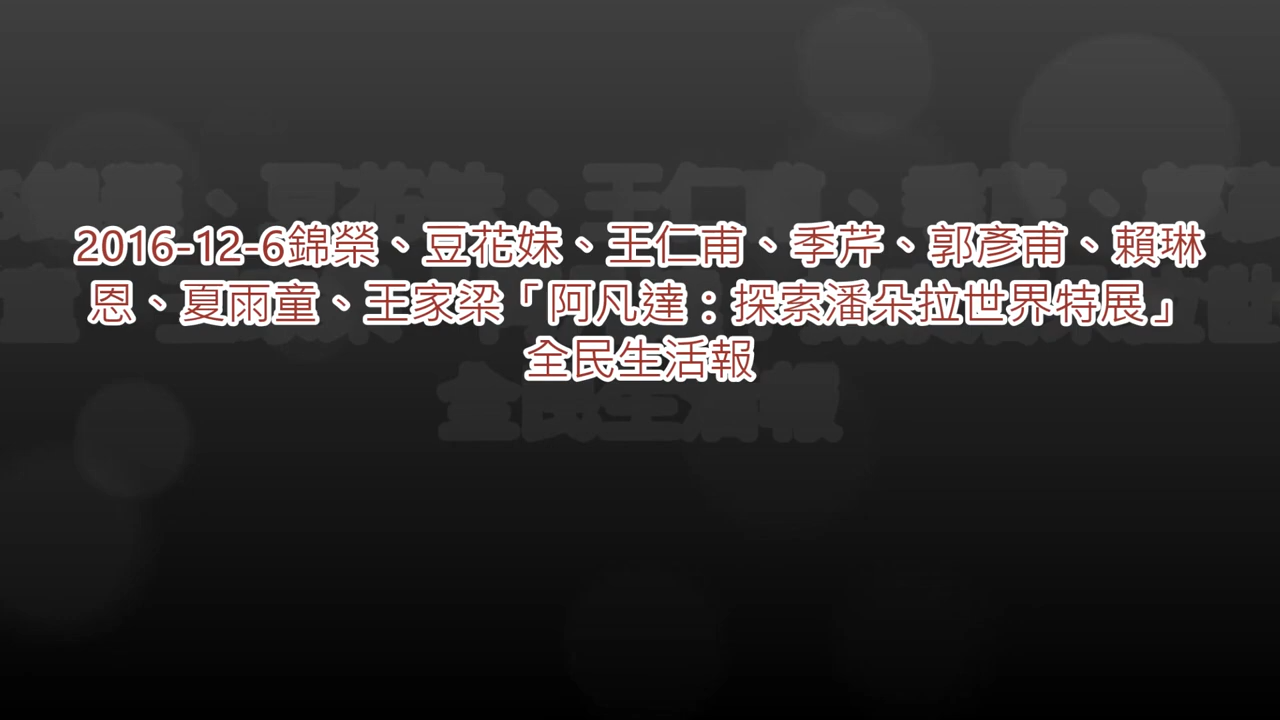 2016-12-6錦榮、豆花妹、王仁甫、季芹、郭彥甫、賴琳
恩、夏雨童、王家梁「阿凡達：探索潘朵拉世界特展」
全民生活報